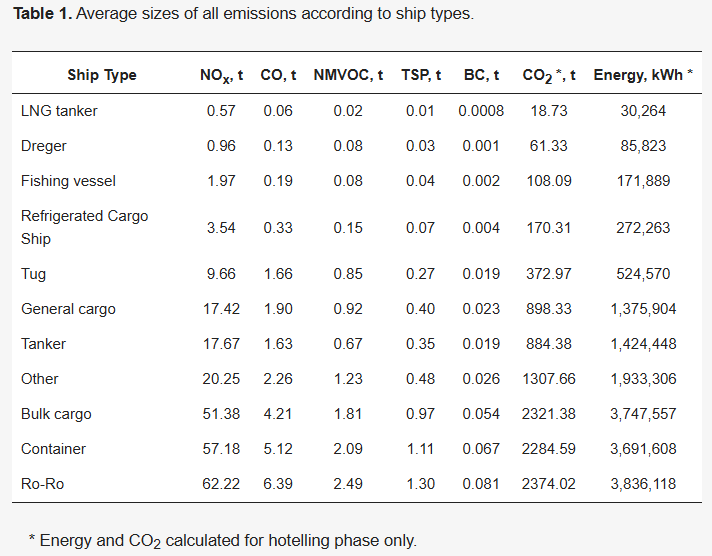 Table 1. Average sizes of all emissions according to ship types.
Ship Type NOx, t CO, t NMVOC, t TSP, t BC, t CO2 *, t Energy, kWh *
LNG tanker 0.57 0.06 0.02 0.01 0.0008 18.73 30,264
Dreger 0.96 0.13 0.08 0.03 0.001 61.33 85,823
Fishing vessel 1.97 0.19 0.08 0.04 0.002 108.09 171,889
Refrigerated Cargo
Ship 3.54 0.33 0.15 0.07 0.004 170.31 272,263
Tug 9.66 1.66 0.85 0.27 0.019 372.97 524,570
General cargo 17.42 1.90 0.92 0.40 0.023 898.33 1,375,904
Tanker 17.67 1.63 0.67 0.35 0.019 884.38 1,424,448
Other 20.25 2.26 1.23 0.48 0.026 1307.66 1,933,306
Bulk cargo 51.38 4.21 1.81 0.97 0.054 2321.38 3,747,557
Container 57.18 5.12 2.09 1.11 0.067 2284.59 3,691,608
Ro-Ro 62.22 6.39 2.49 1.30 0.081 2374.02 3,836,118
* Energy and CO2 calculated for hotelling phase only.